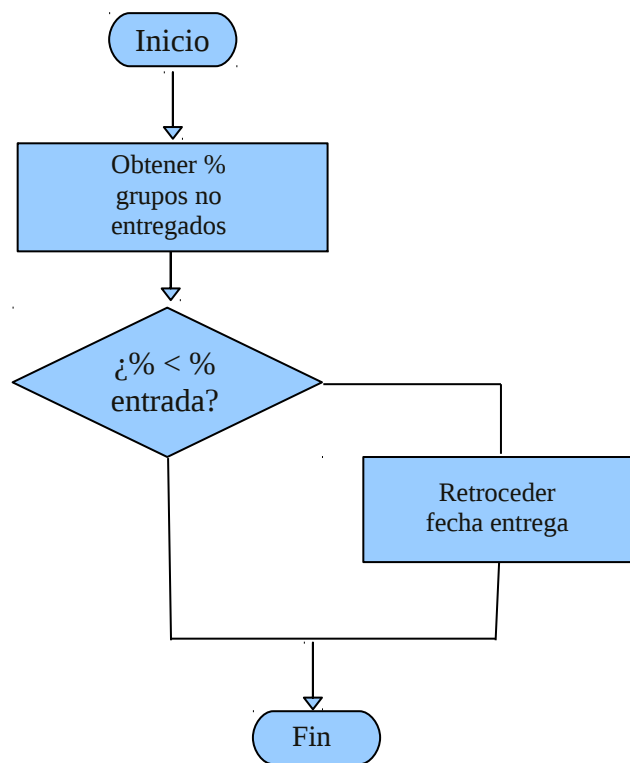 Inicio
Obtener %
grupos no
entregados
¿% < %
entrada?
Retroceder
fecha entrega
Fin